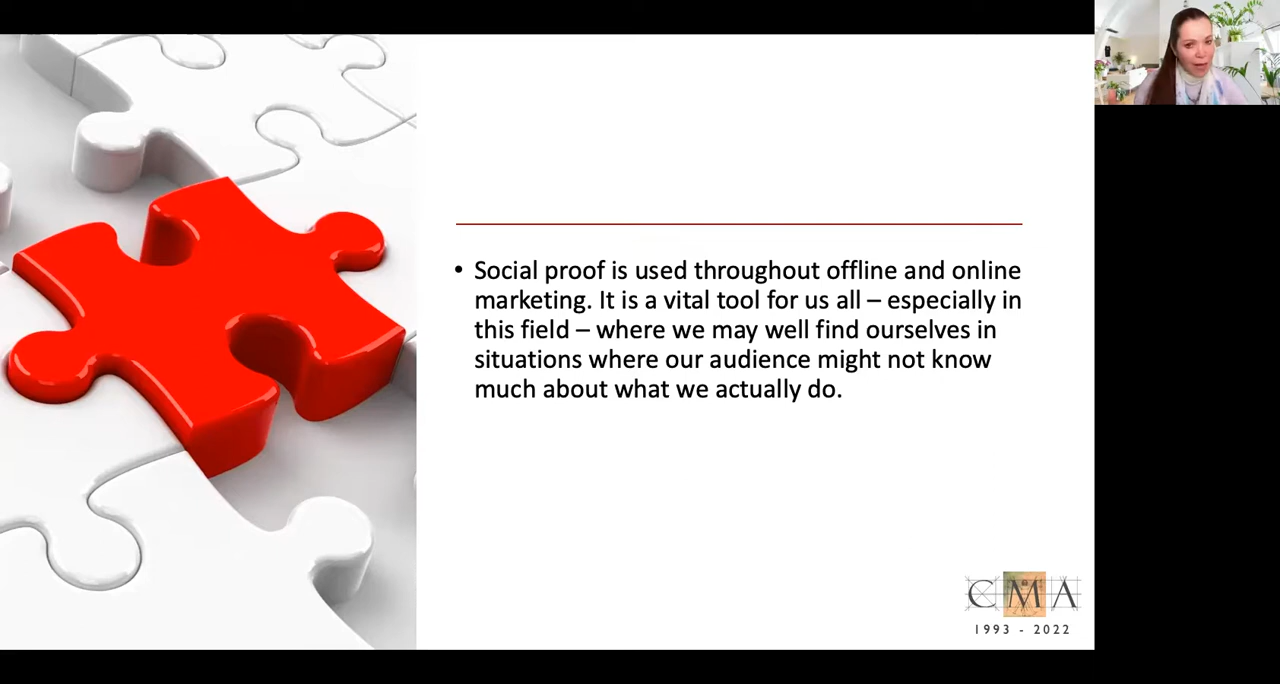 • Social proof is used throughout offline and online
marketing. It is a vital tool for us all – especially in
this field – where we may well find ourselves in
situations where our audience might not know
much about what we actually do.
CMA
1993 - 2022